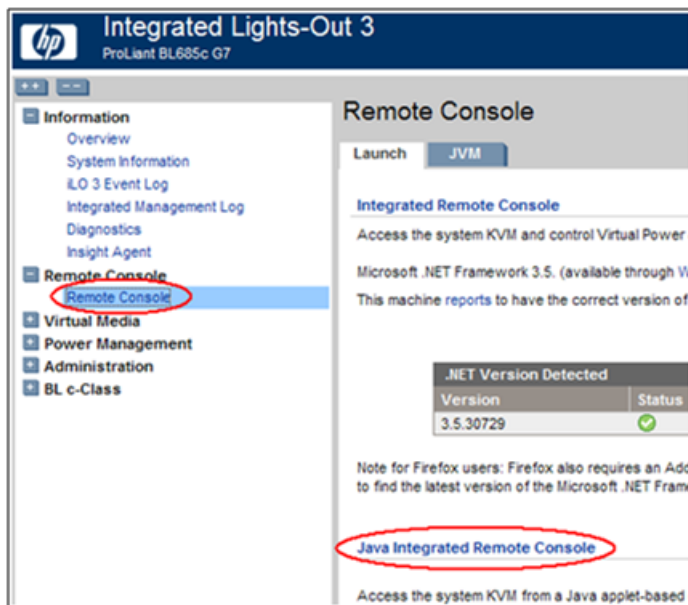 hp
Integrated Lights-Out 3
ProLiant BL685c G7
++ --
Information
Overview
System Information
iLO 3 Event Log
Integrated Management Log
Diagnostics
Insight Agent
Remote Console
Remote Console
Virtual Media
Power Management
Administration
BL c-Class
Remote Console
Launch JVM
Integrated Remote Console
Access the system KVM and control Virtual Power
Microsoft .NET Framework 3.5. (available through W
This machine reports to have the correct version of
.NET Version Detected
Version Status
3.5.30729
Note for Firefox users: Firefox also requires an Add
to find the latest version of the Microsoft .NET Frame
Java Integrated Remote Console
Access the system KVM from a Java applet-based